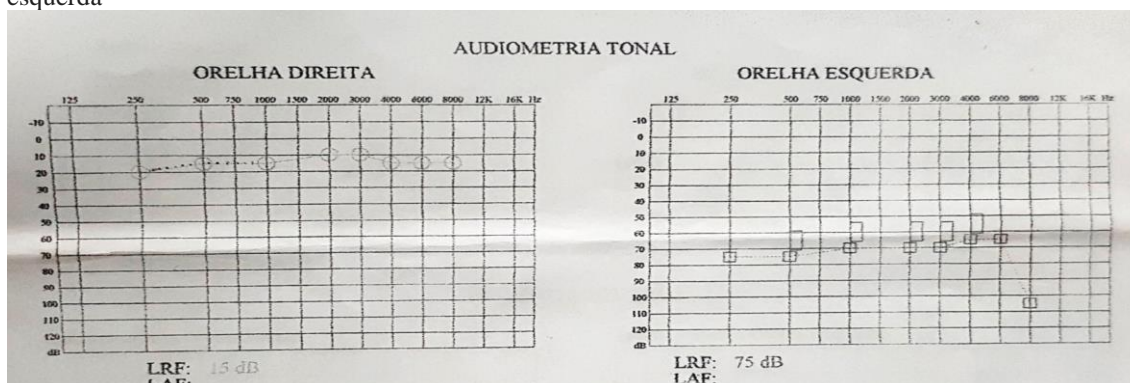 esquerda
AUDIOMETRIA TONAL
ORELHA DIREITA
125 250 500 750 1000 1500 2000 3000 4000 6000 8000 12K 16K Hz
-10
0
10
20
30
40
50
60
70
80
90
100
110
120
dB
LRF: 15 dB
LAF:
ORELHA ESQUERDA
125 250 500 750 1000 1500 2000 3000 4000 6000 8000 12K 16K Hz
-10
0
10
20
30
40
50
60
70
80
90
100
110
120
dB
LRF: 75 dB
LAF: